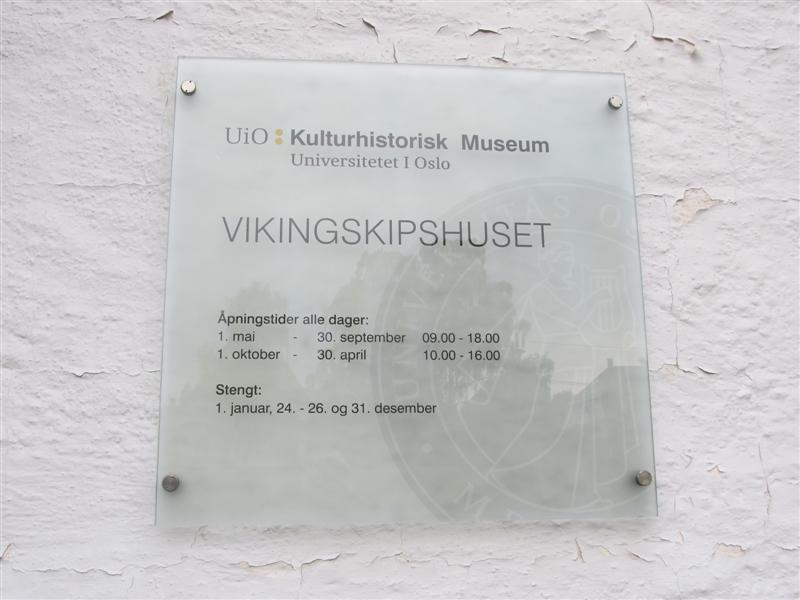 UiO : Kulturhistorisk Museum
Universitetet I Oslo
VIKINGSKIPSHUSET
Åpningstider alle dager:
1. mai - 30. september 09.00 - 18.00
1. oktober - 30. april 10.00 - 16.00
Stengt:
1. januar, 24. - 26. og 31. desember